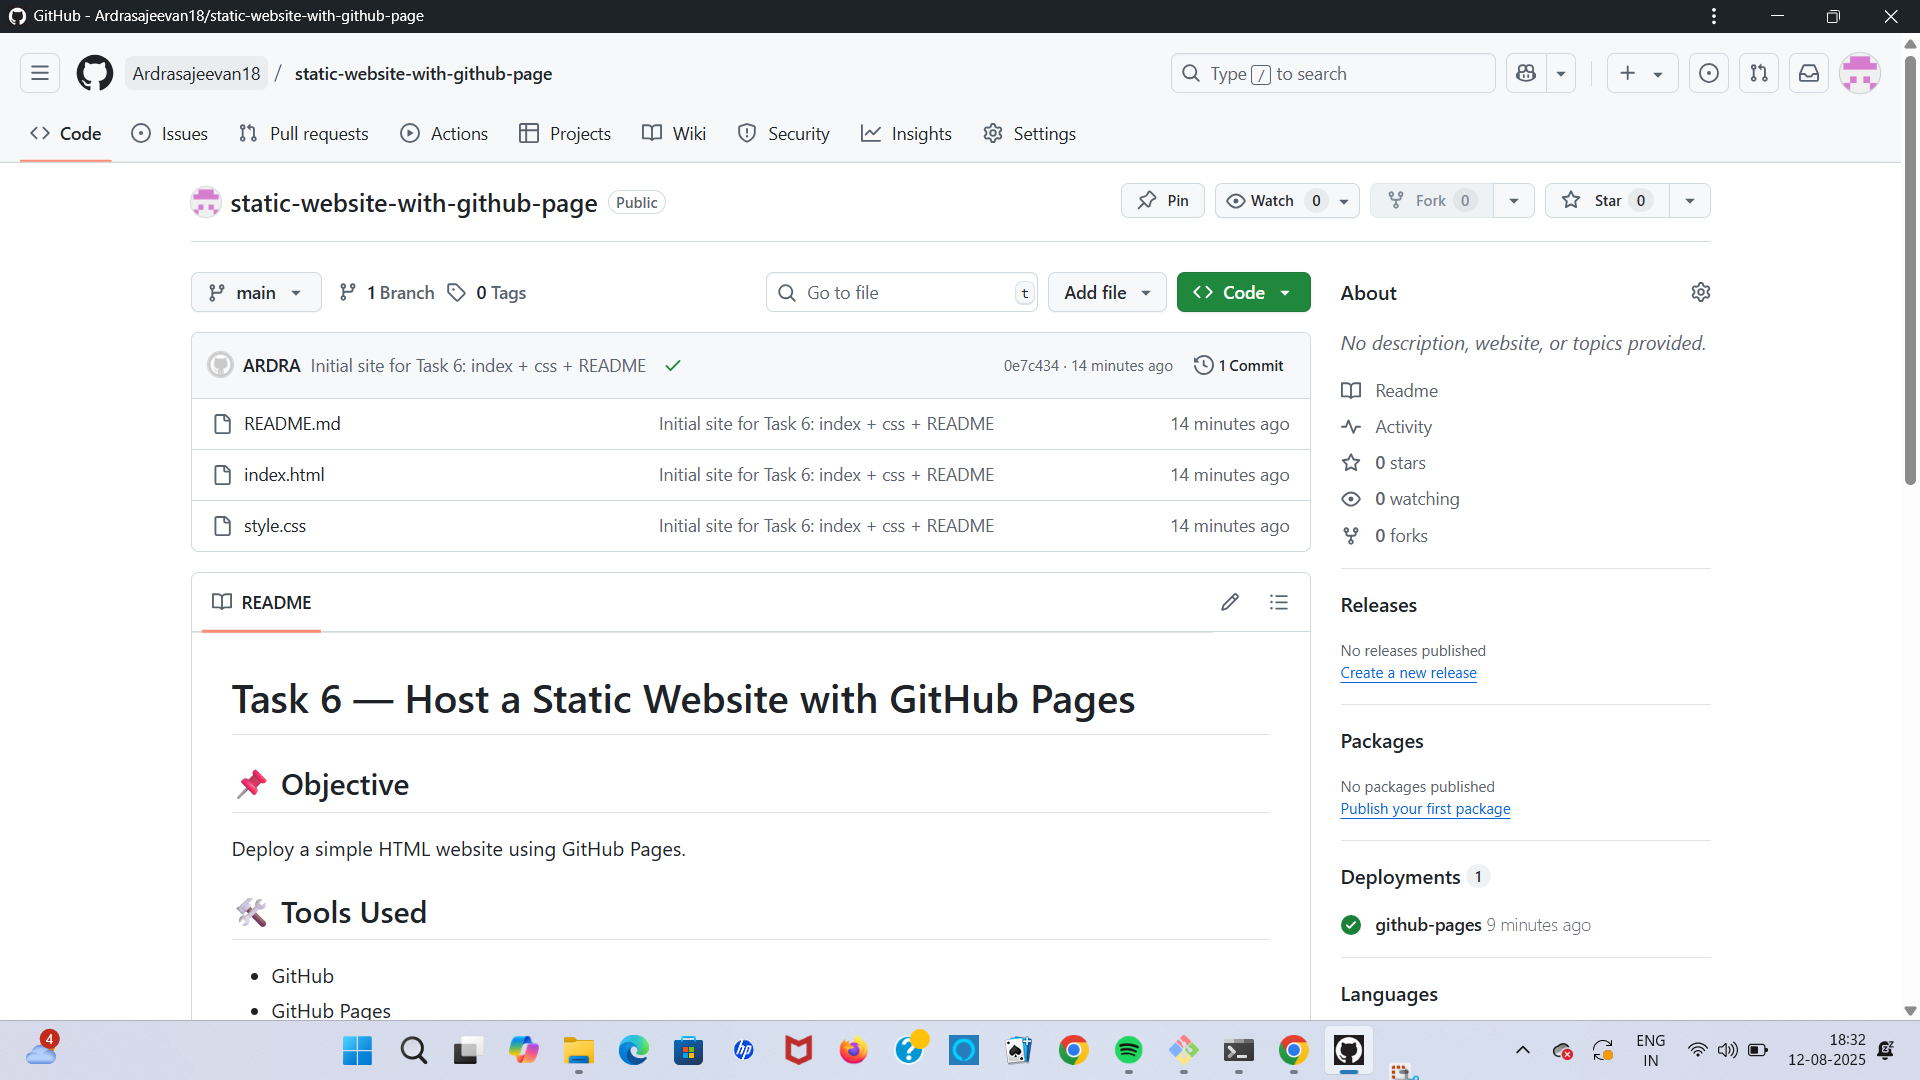 GitHub - Ardrasajeevan18/static-website-with-github-page
Ardrasajeevan18 / static-website-with-github-page
Type / to search
Code Issues Pull requests Actions Projects Wiki Security Insights Settings
static-website-with-github-page Public
Pin Watch 0 Fork 0 Star 0
main 1 Branch 0 Tags Go to file t Add file Code
ARDRA Initial site for Task 6: index + css + README 0e7c434 · 14 minutes ago 1 Commit
README.md Initial site for Task 6: index + css + README 14 minutes ago
index.html Initial site for Task 6: index + css + README 14 minutes ago
style.css Initial site for Task 6: index + css + README 14 minutes ago
README
Task 6 — Host a Static Website with GitHub Pages
📌 Objective
Deploy a simple HTML website using GitHub Pages.
🛠 Tools Used
• GitHub
• GitHub Pages
About
No description, website, or topics provided.
Readme
Activity
0 stars
0 watching
0 forks
Releases
No releases published
Create a new release
Packages
No packages published
Publish your first package
Deployments 1
github-pages 9 minutes ago
Languages
4
hp
ENG
IN
18:32
12-08-2025